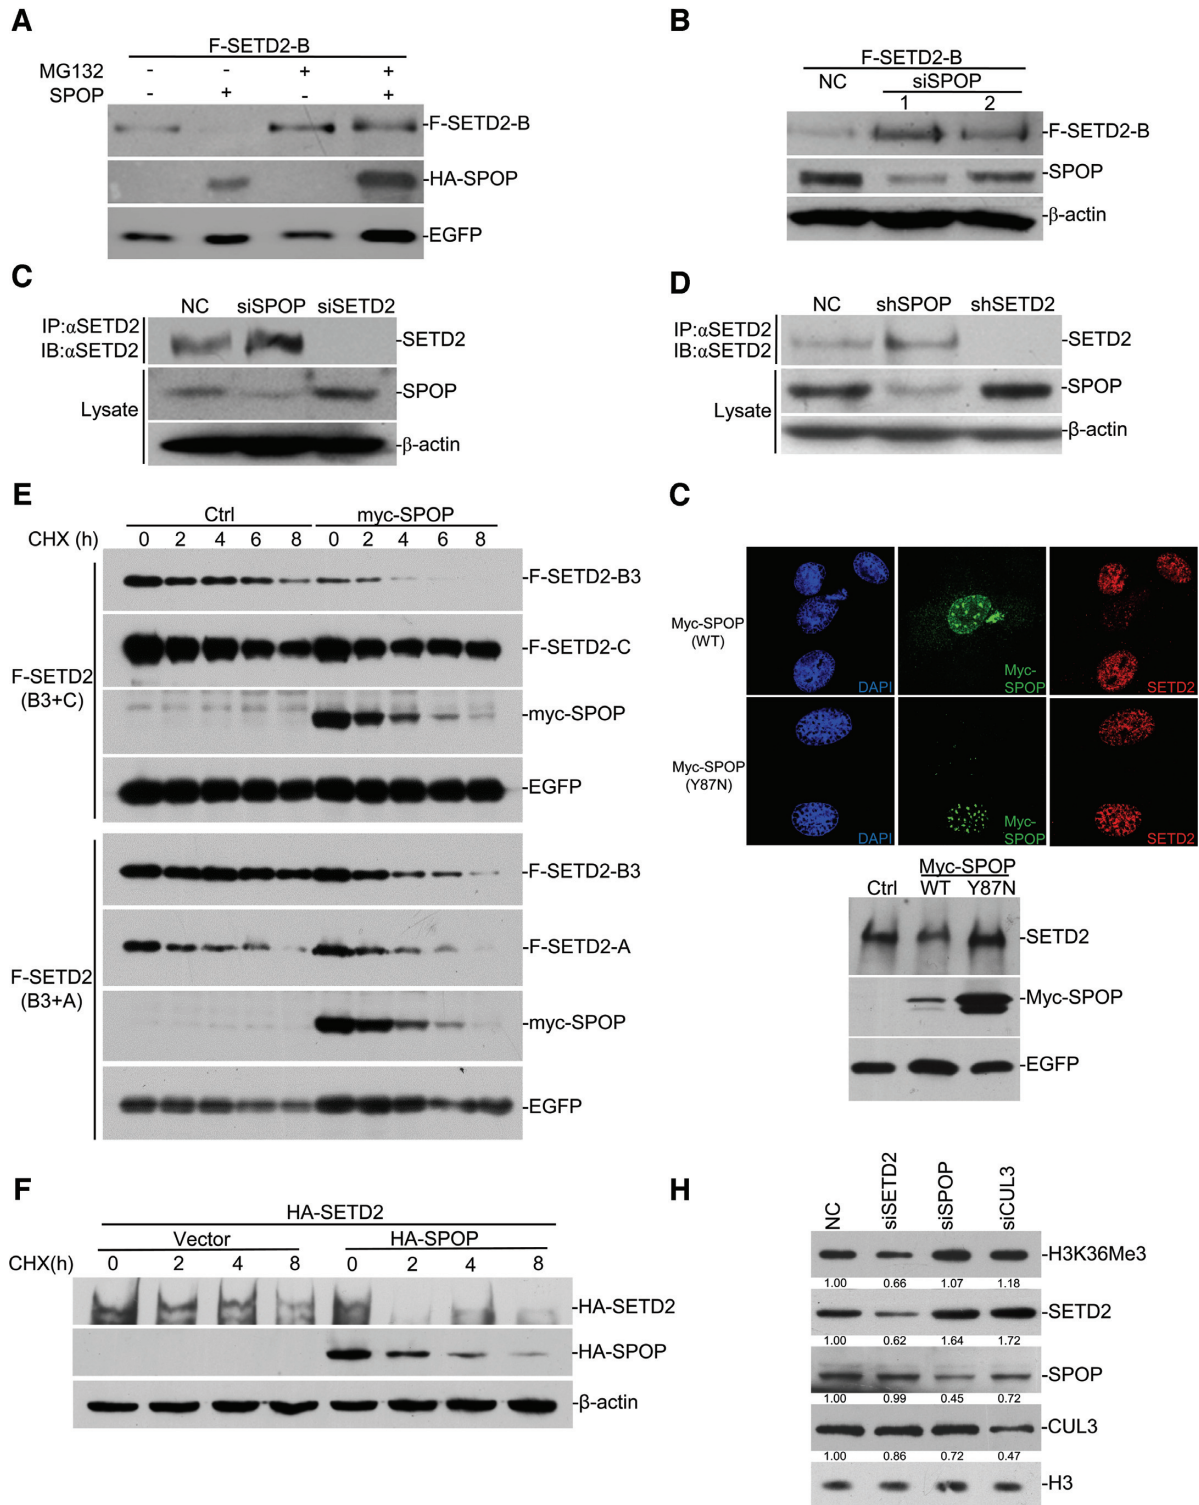 A
F-SETD2-B
MG132 - - + +
SPOP - + - +
-F-SETD2-B
-HA-SPOP
-EGFP
B
F-SETD2-B
NC siSPOP
1 2
-F-SETD2-B
-SPOP
-β-actin
C
NC siSPOP siSETD2
IP:αSETD2
IB:αSETD2
-SETD2
-SPOP
Lysate
-β-actin
D
NC shSPOP shSETD2
IP:αSETD2
IB:αSETD2
-SETD2
-SPOP
Lysate
-β-actin
E
Ctrl myc-SPOP
CHX (h) 0 2 4 6 8 0 2 4 6 8
-F-SETD2-B3
-F-SETD2-C
F-SETD2
(B3+C)
-myc-SPOP
-EGFP
-F-SETD2-B3
-F-SETD2-A
F-SETD2
(B3+A)
-myc-SPOP
-EGFP
C
Myc-SPOP
(WT)
DAPI
Myc-
SPOP
SETD2
Myc-SPOP
(Y87N)
DAPI
Myc-
SPOP
SETD2
Myc-SPOP
Ctrl WT Y87N
-SETD2
-Myc-SPOP
-EGFP
F
HA-SETD2
Vector HA-SPOP
CHX(h) 0 2 4 8 0 2 4 8
-HA-SETD2
-HA-SPOP
-β-actin
H
NC siSETD2 siSPOP siCUL3
-H3K36Me3
1.00 0.66 1.07 1.18
-SETD2
1.00 0.62 1.64 1.72
-SPOP
1.00 0.99 0.45 0.72
-CUL3
1.00 0.86 0.72 0.47
-H3